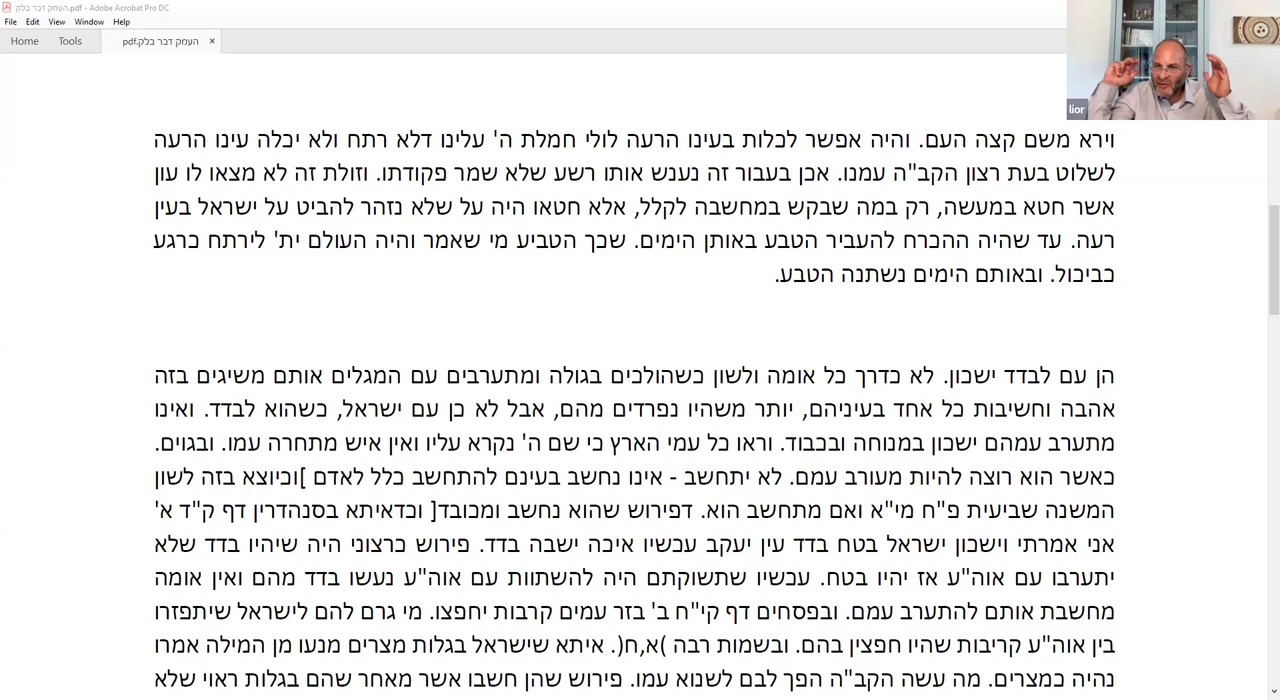 העמק דבר בלק.pdf - Adobe Acrobat Pro DC
File Edit View Window Help
Home Tools העמק דבר בלק.pdf ×
lior
וירא משם קצה העם. והיה אפשר לכלות בעינו הרעה לולי חמלת ה' עלינו דלא רתח ולא יכלה עינו הרעה
לשלוט בעת רצון הקב"ה עמנו. אכן בעבור זה נענש אותו רשע שלא שמר פקודתו. וזולת זה לא מצאו לו עון
אשר חטא במעשה, רק במה שבקש במחשבה לקלל, אלא חטאו היה על שלא נזהר להביט על ישראל בעין
רעה. עד שהיה ההכרח להעביר הטבע באותן הימים. שכך הטביע מי שאמר והיה העולם ית' לירתח כרגע
כביכול. ובאותם הימים נשתנה הטבע.
הן עם לבדד ישכון. לא כדרך כל אומה ולשון כשהולכים בגולה ומתערבים עם המגלים אותם משיגים בזה
אהבה וחשיבות כל אחד בעיניהם, יותר משהיו נפרדים מהם, אבל לא כן עם ישראל, כשהוא לבדד. ואינו
מתערב עמהם ישכון במנוחה ובכבוד. וראו כל עמי הארץ כי שם ה' נקרא עליו ואין איש מתחרה עמו. ובגוים.
כאשר הוא רוצה להיות מעורב עמם. לא יתחשב - אינו נחשב בעינם להתחשב כלל לאדם ]וכיוצא בזה לשון
המשנה שביעית פ"ח מי"א ואם מתחשב הוא. דפירוש שהוא נחשב ומכובד[ וכדאיתא בסנהדרין דף ק"ד א'
אני אמרתי וישכון ישראל בטח בדד עין יעקב עכשיו איכה ישבה בדד. פירוש כרצוני היה שיהיו בדד שלא
יתערבו עם אוה"ע אז יהיו בטח. עכשיו שתשוקתם היה להשתוות עם אוה"ע נעשו בדד מהם ואין אומה
מחשבת אותם להתערב עמם. ובפסחים דף קי"ח ב' בזר עמים קרבות יחפצו. מי גרם להם לישראל שיתפזרו
בין אוה"ע קריבות שהיו חפצין בהם. ובשמות רבה )א,ח(. איתא שישראל בגלות מצרים מנעו מן המילה אמרו
נהיה כמצרים. מה עשה הקב"ה הפך לבם לשנוא עמו. פירוש שהן חשבו אשר מאחר שהם בגלות ראוי שלא